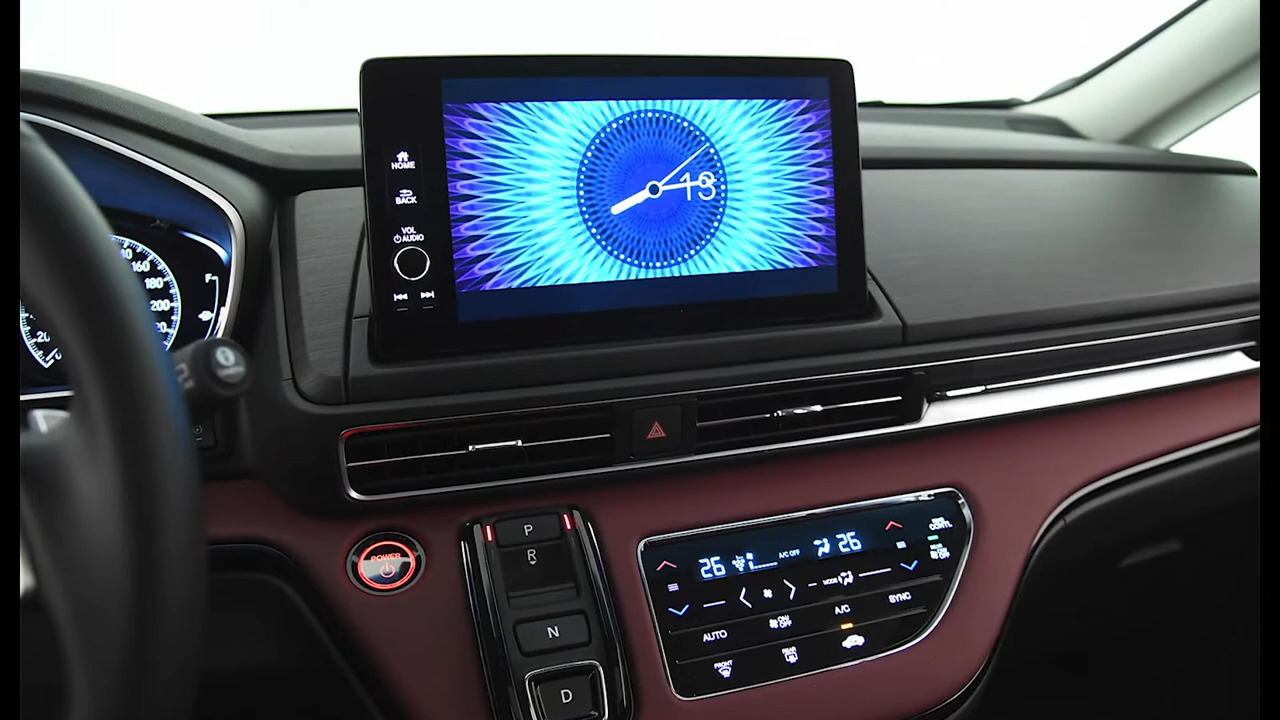 HOME
BACK
VOL
AUDIO
13
140
160
180
200
20
F
POWER
P
R
N
D
26
A/C OFF
26
MODE
AUTO
ON/OFF
A/C
SYNC
FRONT
REAR